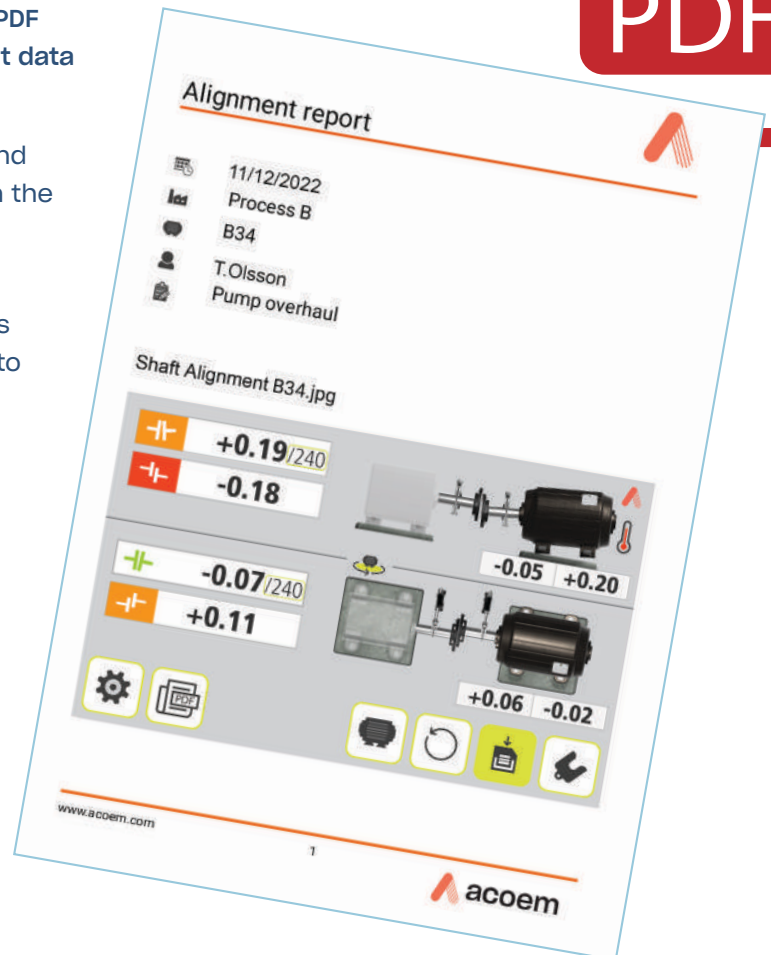 PDF
t data
nd
n the
s
to
PDF
Alignment report
11/12/2022
Process B
B34
T.Olsson
Pump overhaul
Shaft Alignment B34.jpg
+0.19/240
-0.18
-0.05 +0.20
-0.07/240
+0.11
+0.06 -0.02
PDF
www.acoem.com
1
acoem